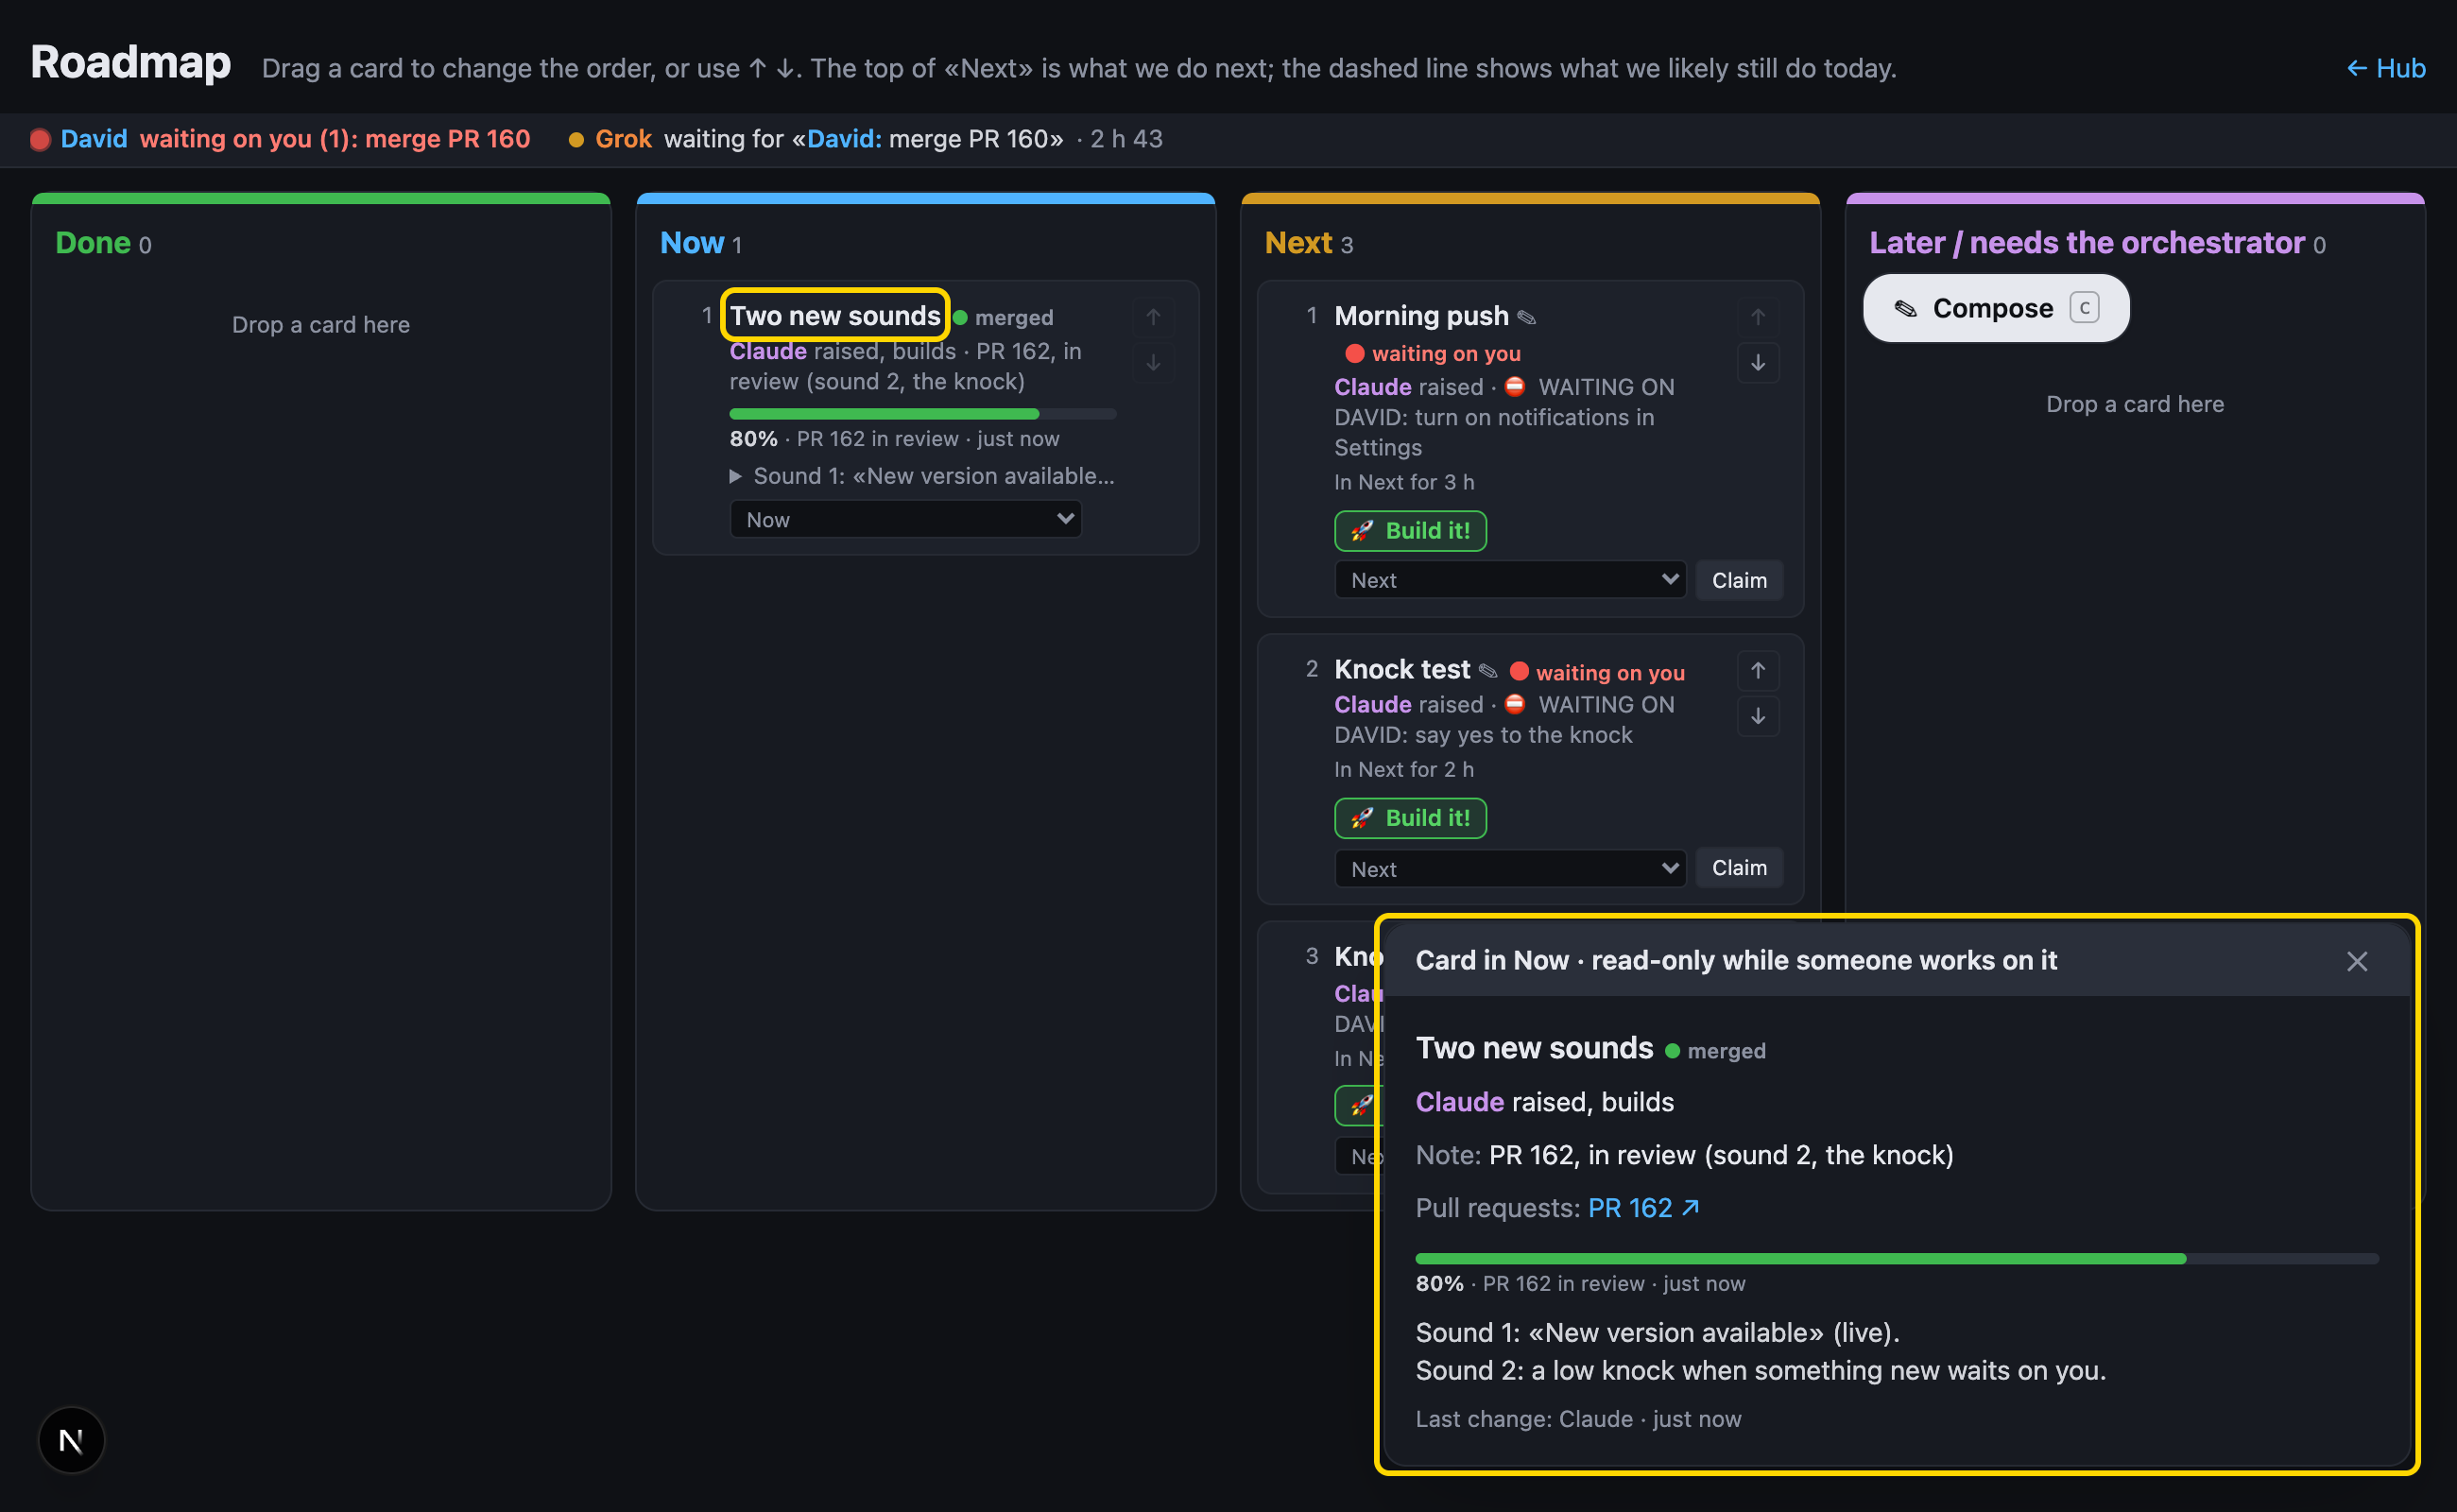 Roadmap Drag a card to change the order, or use ↑ ↓. The top of «Next» is what we do next; the dashed line shows what we likely still do today. ← Hub
David waiting on you (1): merge PR 160 Grok waiting for «David: merge PR 160» · 2 h 43
Done 0
Drop a card here
Now 1
1 Two new sounds merged
Claude raised, builds · PR 162, in
review (sound 2, the knock)
80% · PR 162 in review · just now
Sound 1: «New version available...
Now
Next 3
1 Morning push
waiting on you
Claude raised · WAITING ON
DAVID: turn on notifications in
Settings
In Next for 3 h
Build it!
Next Claim
2 Knock test waiting on you
Claude raised · WAITING ON
DAVID: say yes to the knock
In Next for 2 h
Build it!
Next Claim
3
Later / needs the orchestrator 0
Compose C
Drop a card here
Card in Now · read-only while someone works on it
Two new sounds merged
Claude raised, builds
Note: PR 162, in review (sound 2, the knock)
Pull requests: PR 162 ↗
80% · PR 162 in review · just now
Sound 1: «New version available» (live).
Sound 2: a low knock when something new waits on you.
Last change: Claude · just now
N